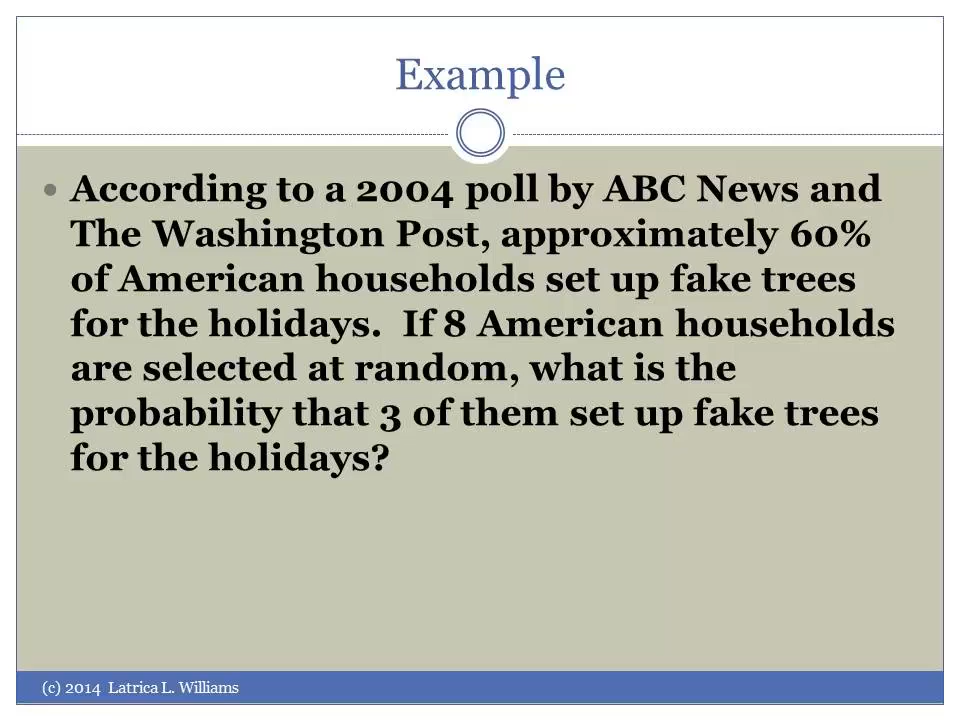 Example
• According to a 2004 poll by ABC News and
The Washington Post, approximately 60%
of American households set up fake trees
for the holidays.  If 8 American households
are selected at random, what is the
probability that 3 of them set up fake trees
for the holidays?
(c) 2014  Latrica L. Williams